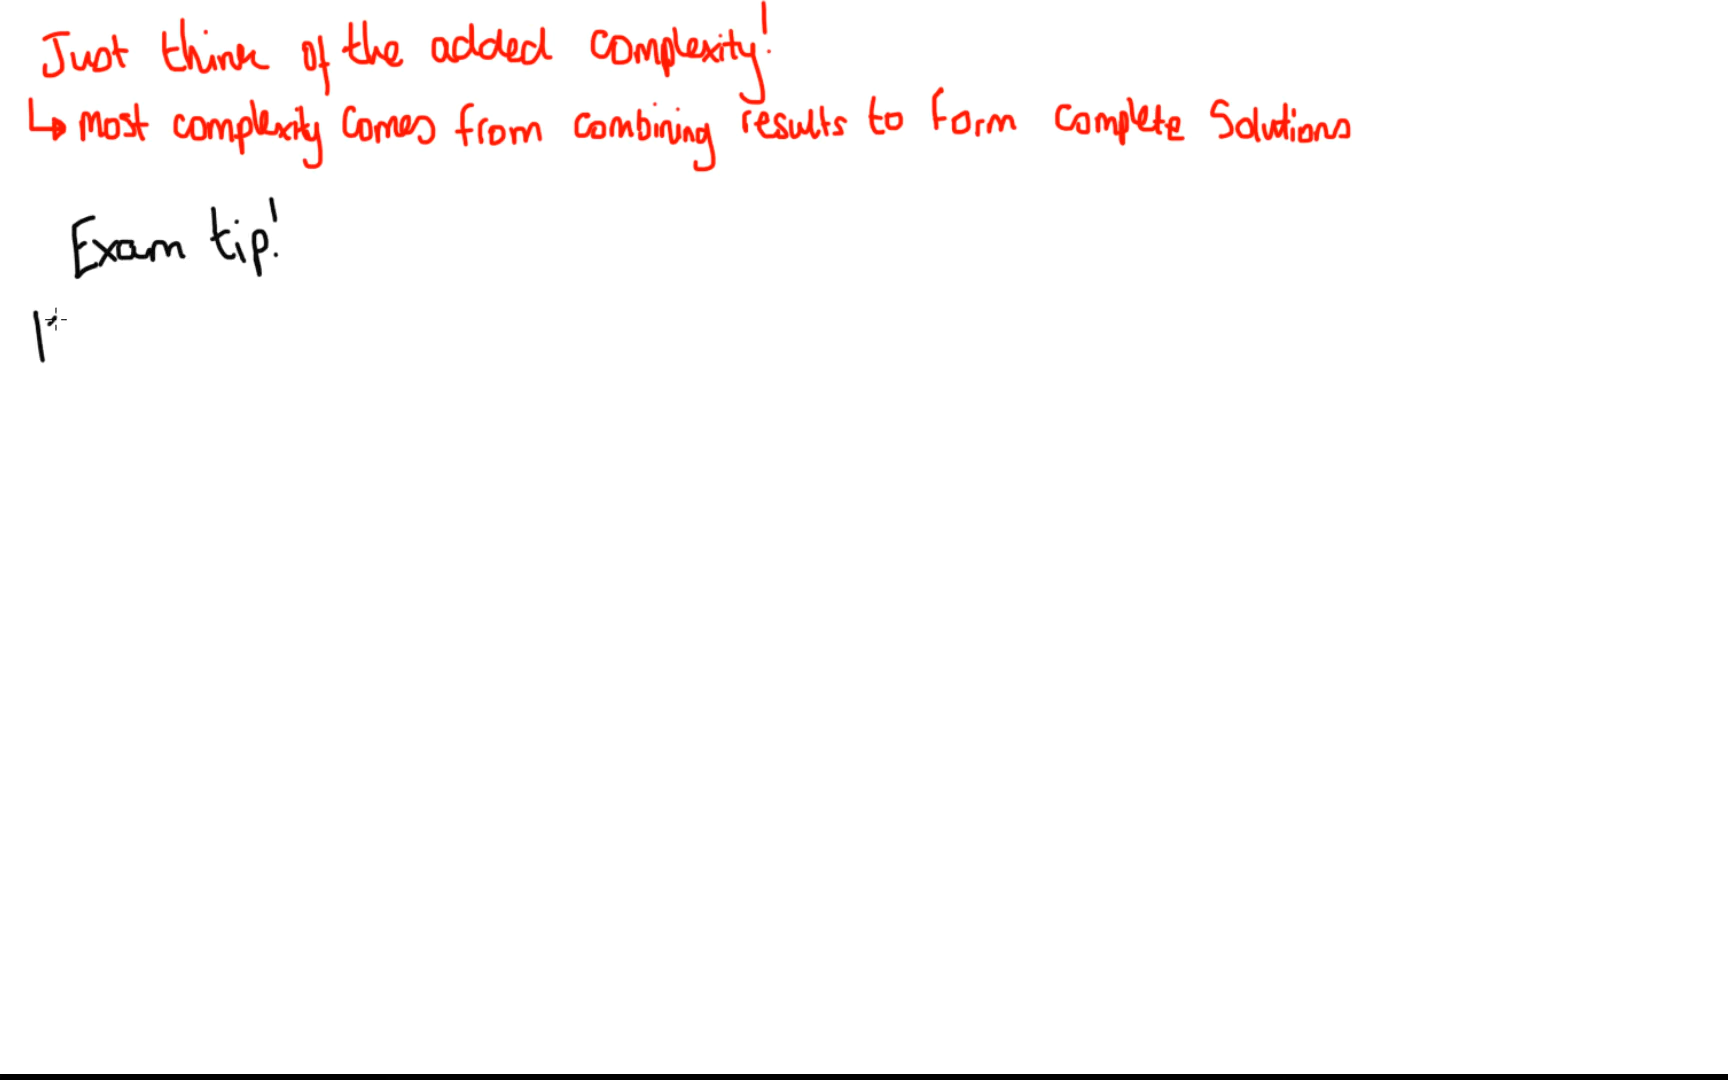 Just think of the added complexity!
↳ Most complexity comes from combining results to form complete solutions
Exam tip!